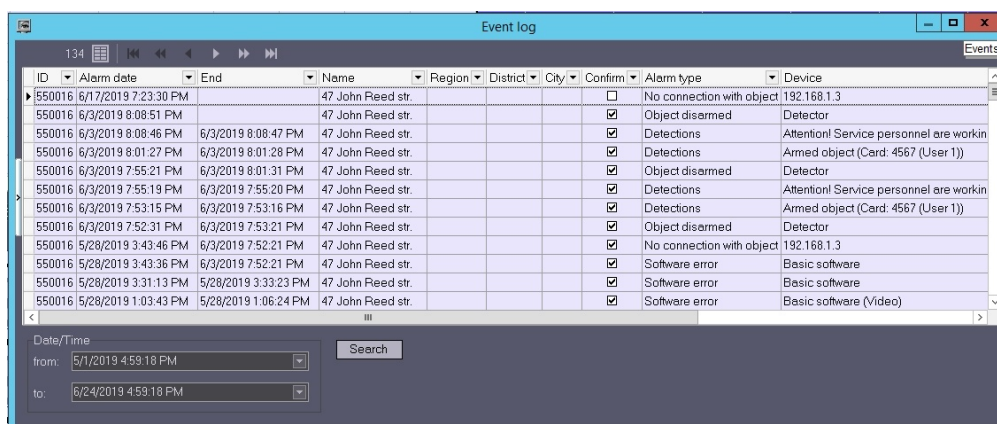 Event log
134
Events
ID Alarm date End Name Region District City Confirm Alarm type Device
550016 6/17/2019 7:23:30 PM 47 John Reed str. No connection with object 192.168.1.3
550016 6/3/2019 8:08:51 PM 47 John Reed str. Object disarmed Detector
550016 6/3/2019 8:08:46 PM 6/3/2019 8:08:47 PM 47 John Reed str. Detections Attention! Service personnel are workin
550016 6/3/2019 8:01:27 PM 6/3/2019 8:01:28 PM 47 John Reed str. Detections Armed object (Card: 4567 (User 1))
550016 6/3/2019 7:55:21 PM 6/3/2019 8:01:31 PM 47 John Reed str. Object disarmed Detector
550016 6/3/2019 7:55:19 PM 6/3/2019 7:55:20 PM 47 John Reed str. Detections Attention! Service personnel are workin
550016 6/3/2019 7:53:15 PM 6/3/2019 7:53:16 PM 47 John Reed str. Detections Armed object (Card: 4567 (User 1))
550016 6/3/2019 7:52:31 PM 6/3/2019 7:53:21 PM 47 John Reed str. Object disarmed Detector
550016 5/28/2019 3:43:46 PM 6/3/2019 7:52:21 PM 47 John Reed str. No connection with object 192.168.1.3
550016 5/28/2019 3:43:36 PM 6/3/2019 7:52:21 PM 47 John Reed str. Software error Basic software
550016 5/28/2019 3:31:13 PM 5/28/2019 3:33:23 PM 47 John Reed str. Software error Basic software
550016 5/28/2019 1:03:43 PM 5/28/2019 1:06:24 PM 47 John Reed str. Software error Basic software (Video)
Date/Time
Search
from: 5/1/2019 4:59:18 PM
to: 6/24/2019 4:59:18 PM